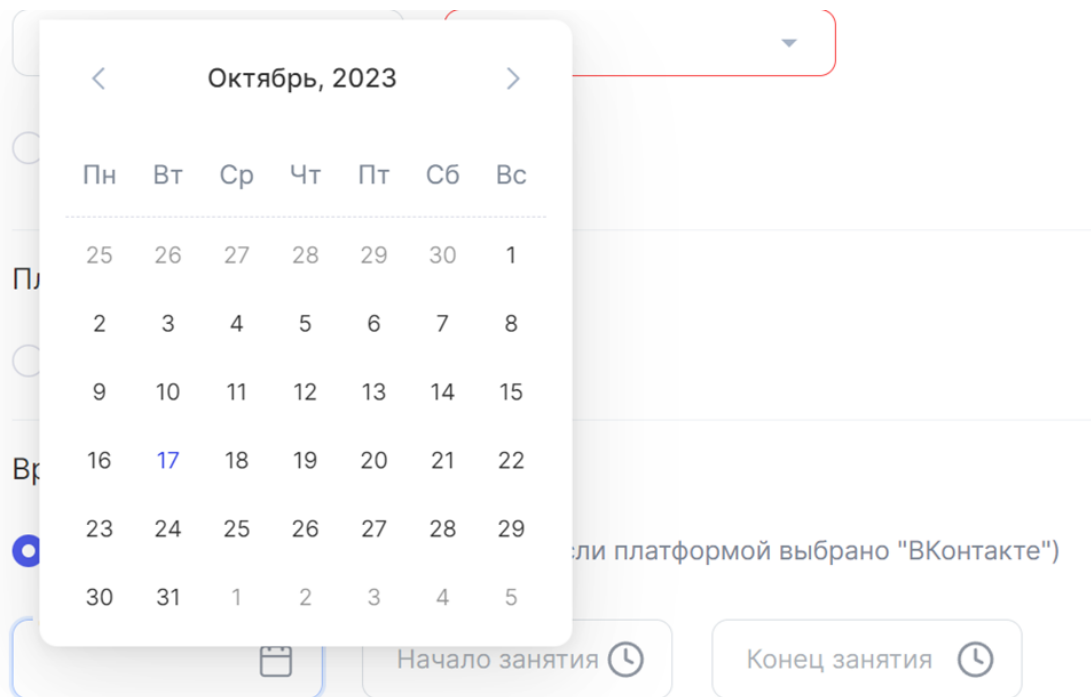 Октябрь, 2023
Пн Вт Ср Чт Пт Сб Вс
25 26 27 28 29 30 1
2 3 4 5 6 7 8
9 10 11 12 13 14 15
16 17 18 19 20 21 22
23 24 25 26 27 28 29
30 31 1 2 3 4 5
платформой выбрано "ВКонтакте")
Начало занятия Конец занятия